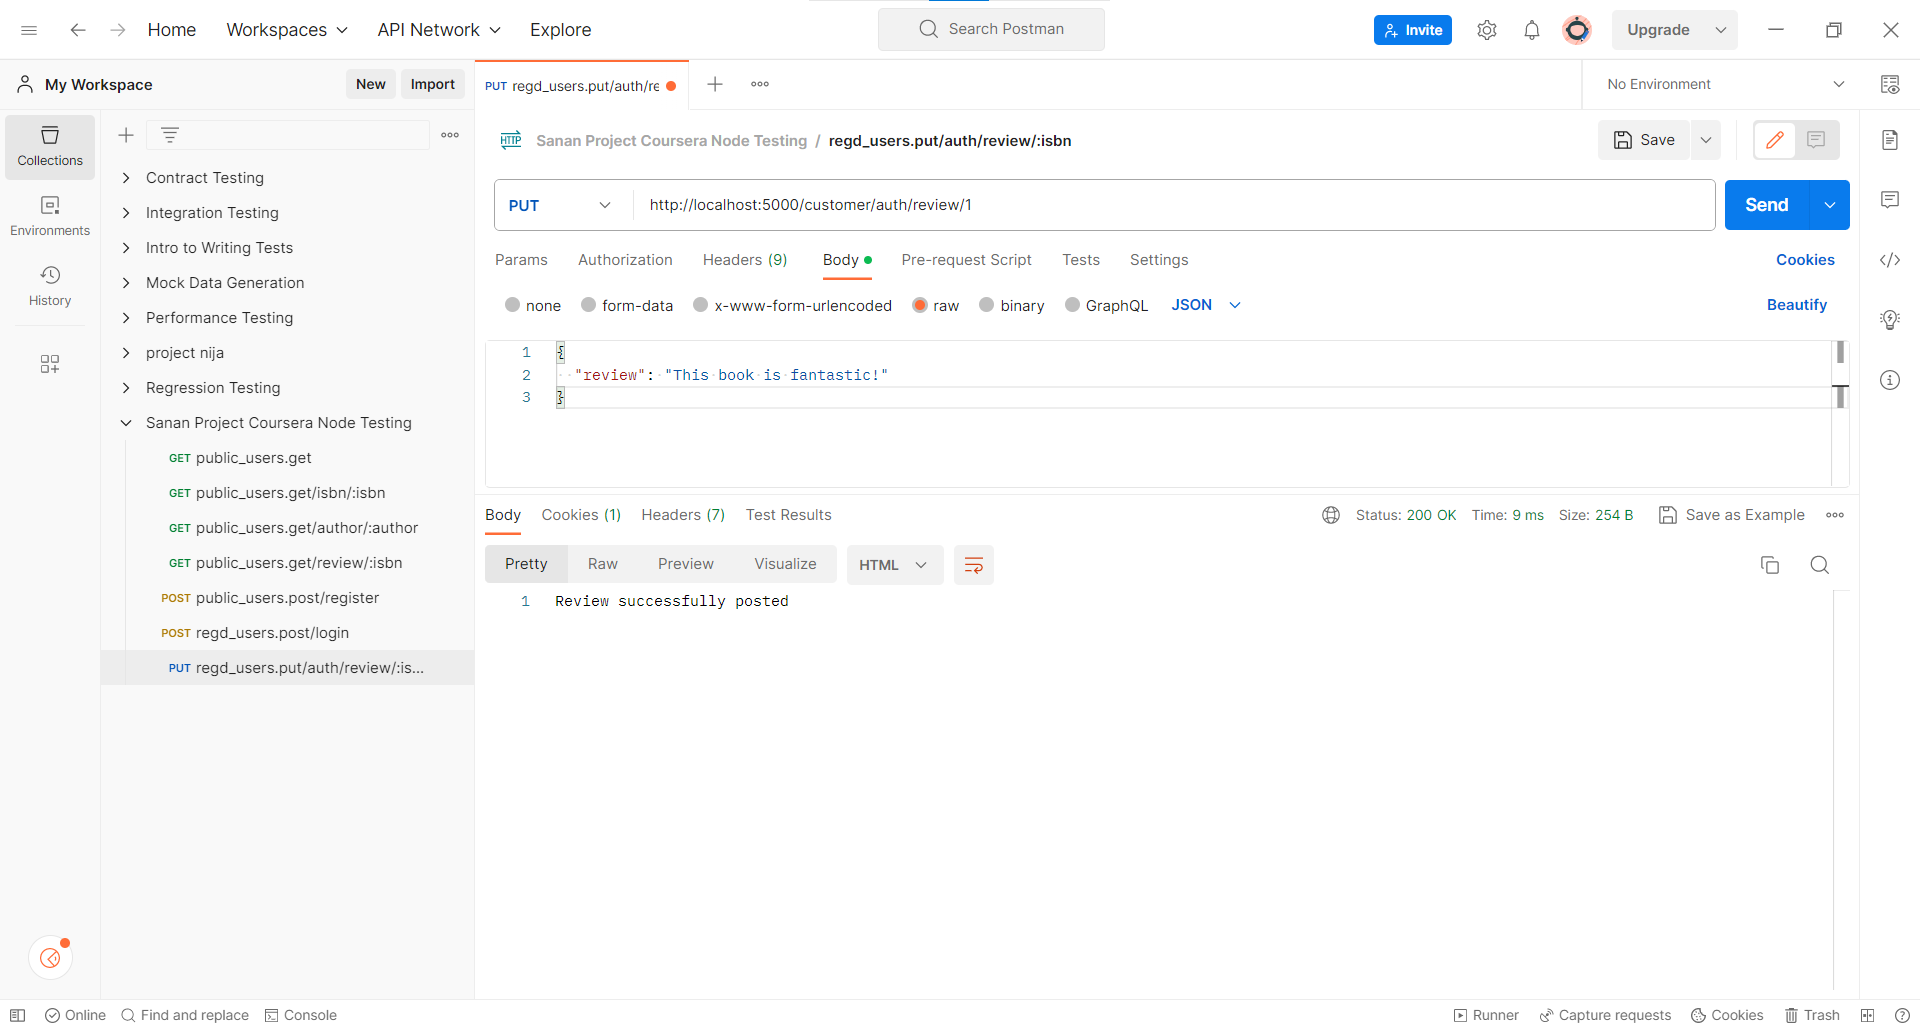 Home
Workspaces
API Network
Explore
Search Postman
Invite
Upgrade
My Workspace
New
Import
PUT regd_users.put/auth/re
No Environment
Collections
Environments
History
Contract Testing
Integration Testing
Intro to Writing Tests
Mock Data Generation
Performance Testing
project nija
Regression Testing
Sanan Project Coursera Node Testing
GET public_users.get
GET public_users.get/isbn/:isbn
GET public_users.get/author/:author
GET public_users.get/review/:isbn
POST public_users.post/register
POST regd_users.post/login
PUT regd_users.put/auth/review/:is...
HTTP Sanan Project Coursera Node Testing / regd_users.put/auth/review/:isbn
Save
PUT http://localhost:5000/customer/auth/review/1
Send
Params Authorization Headers (9) Body Pre-request Script Tests Settings Cookies
none form-data x-www-form-urlencoded raw binary GraphQL JSON Beautify
1 {
2 "review": "This book is fantastic!"
3 }
Body Cookies (1) Headers (7) Test Results Status: 200 OK Time: 9 ms Size: 254 B Save as Example
Pretty Raw Preview Visualize HTML
1 Review successfully posted
Online Find and replace Console Runner Capture requests Cookies Trash